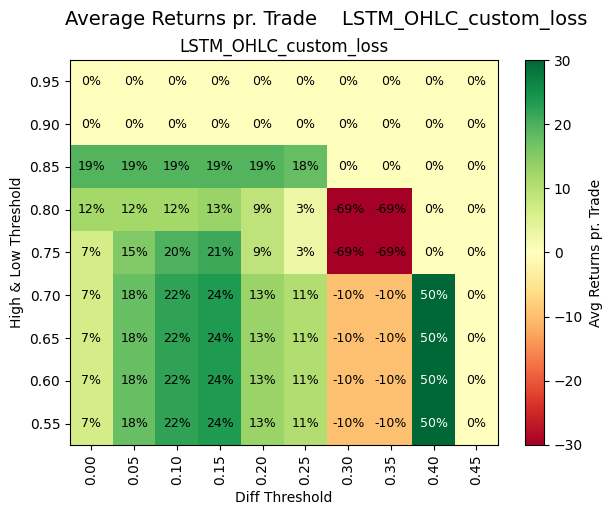 Average Returns pr. Trade    LSTM_OHLC_custom_loss
LSTM_OHLC_custom_loss
High & Low Threshold
0.95 0% 0% 0% 0% 0% 0% 0% 0% 0% 0%
0.90 0% 0% 0% 0% 0% 0% 0% 0% 0% 0%
0.85 19% 19% 19% 19% 19% 18% 0% 0% 0% 0%
0.80 12% 12% 12% 13% 9% 3% -69% -69% 0% 0%
0.75 7% 15% 20% 21% 9% 3% -69% -69% 0% 0%
0.70 7% 18% 22% 24% 13% 11% -10% -10% 50% 0%
0.65 7% 18% 22% 24% 13% 11% -10% -10% 50% 0%
0.60 7% 18% 22% 24% 13% 11% -10% -10% 50% 0%
0.55 7% 18% 22% 24% 13% 11% -10% -10% 50% 0%
0.00 0.05 0.10 0.15 0.20 0.25 0.30 0.35 0.40 0.45
Diff Threshold
30
20
10
0
−10
−20
−30
Avg Returns pr. Trade